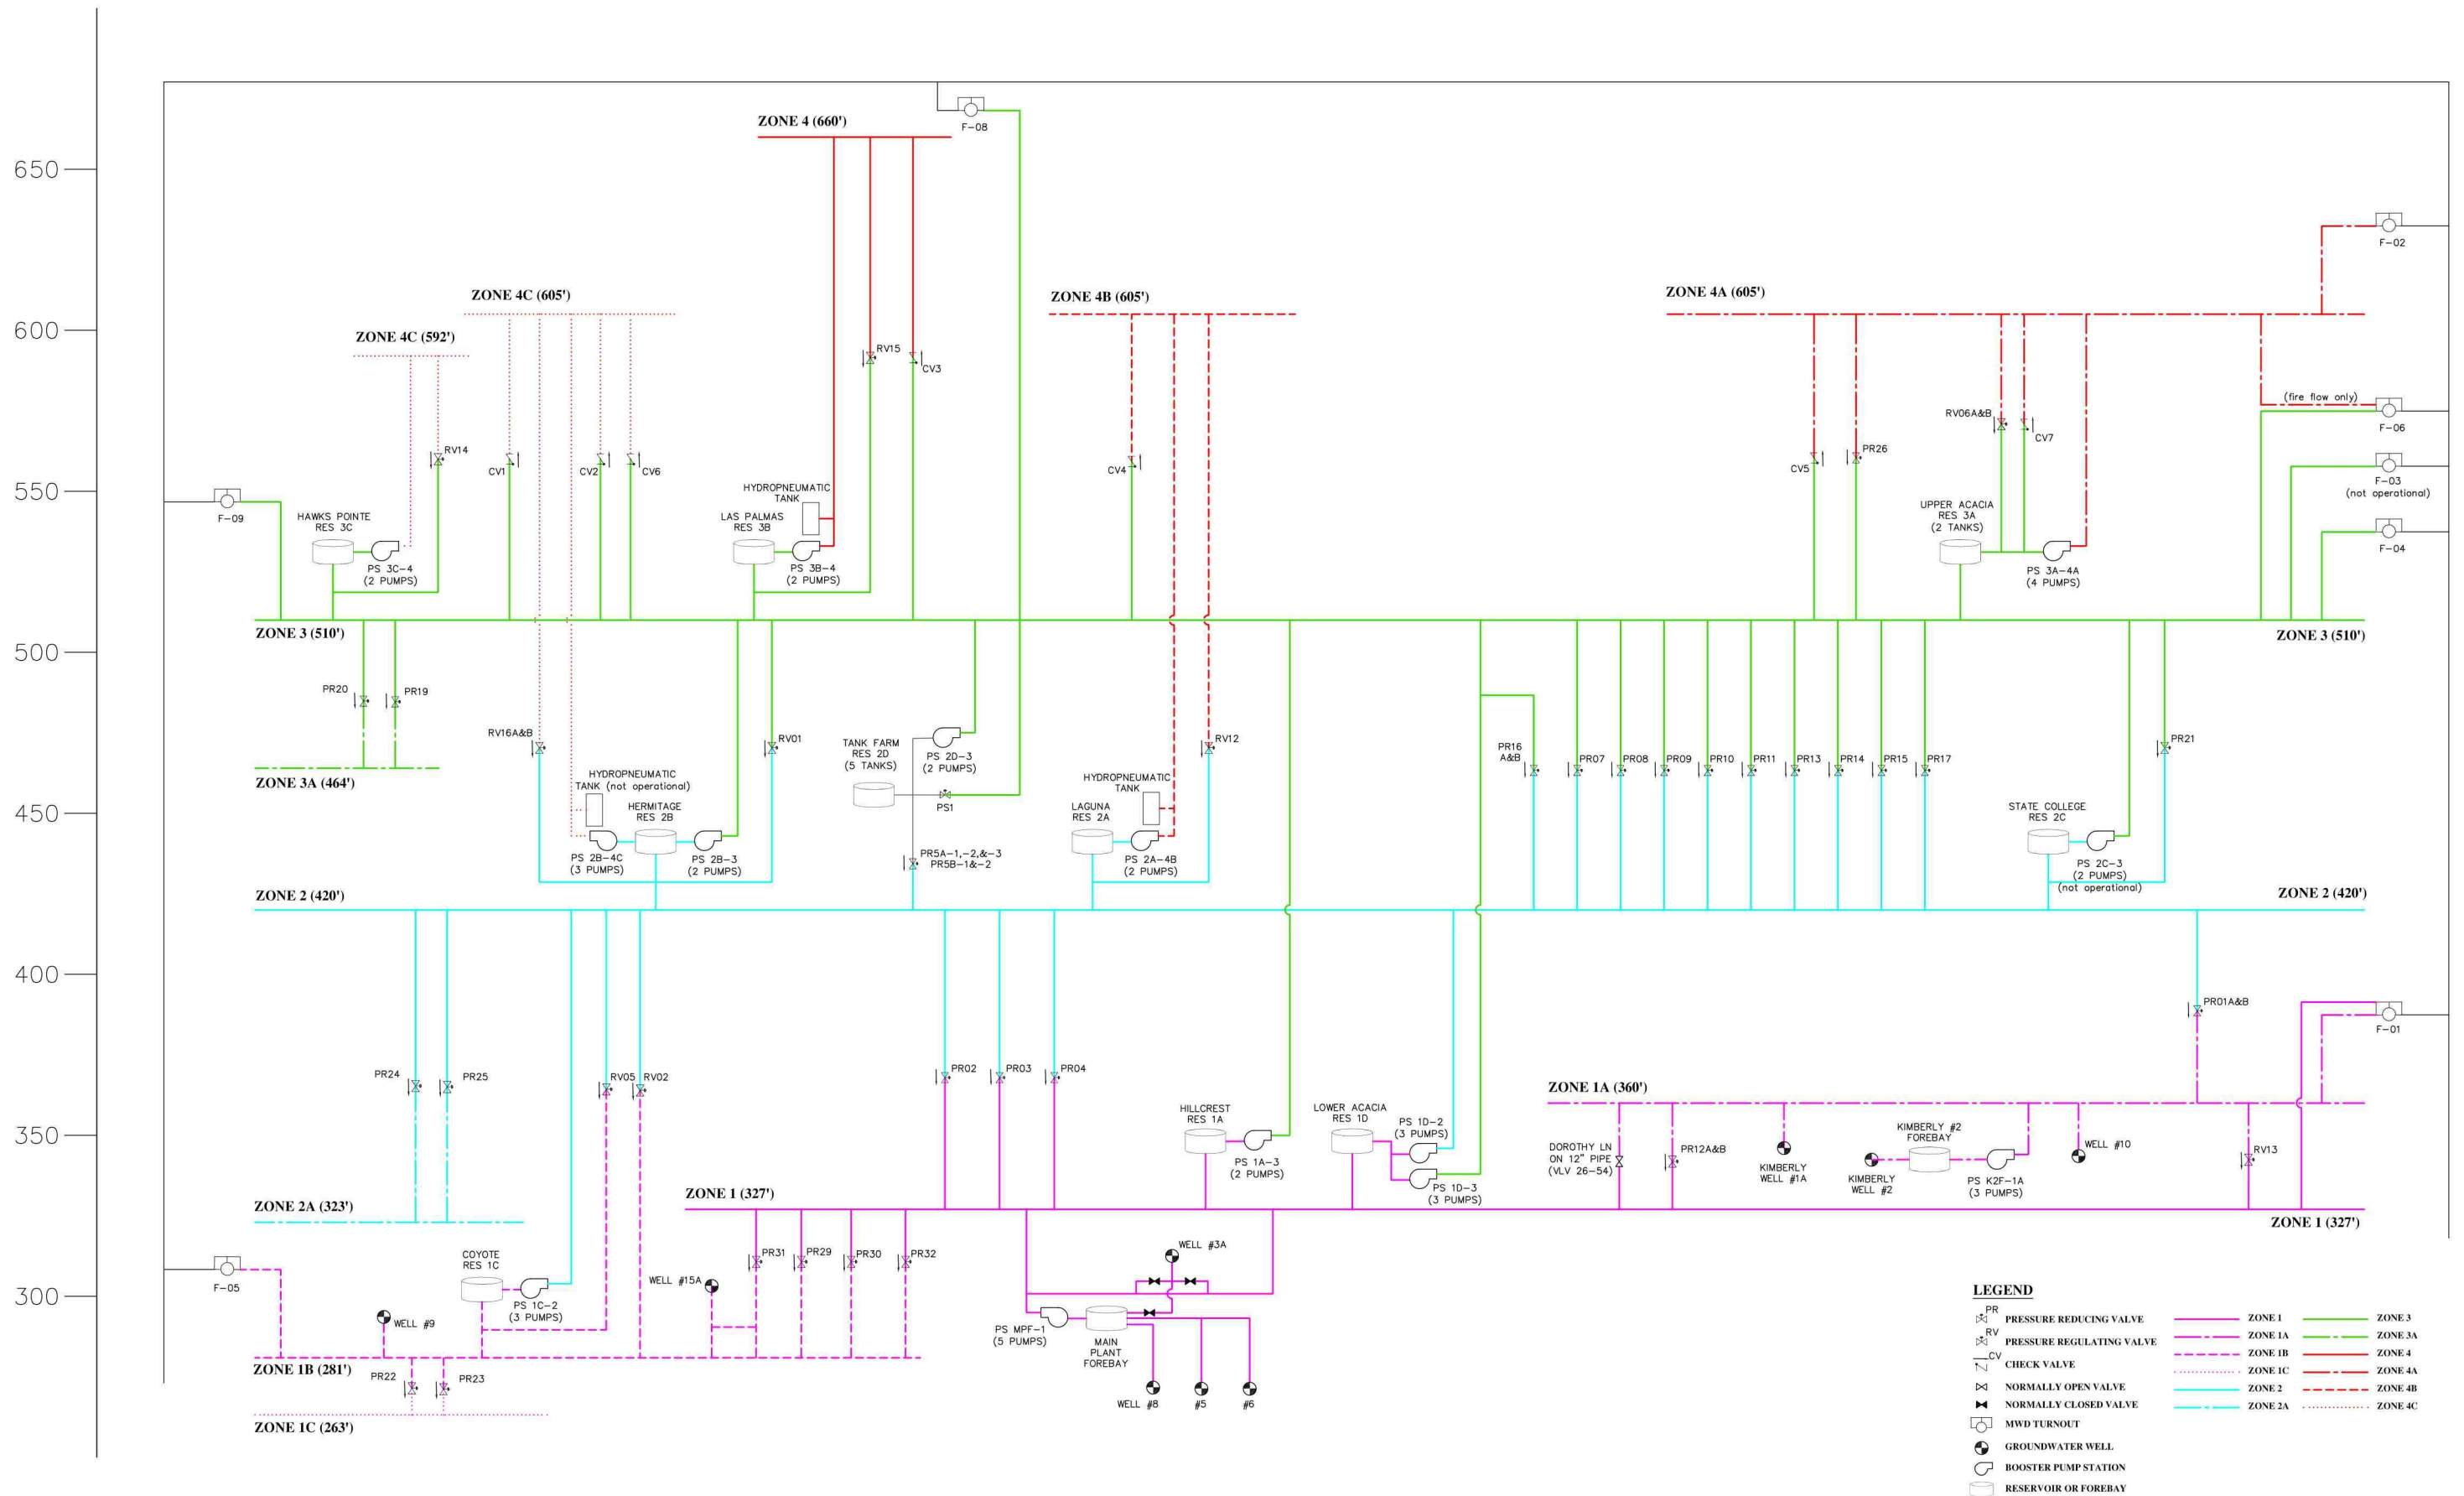 650
600
550
500
450
400
350
300
F-08
ZONE 4 (660')
F-02
ZONE 4C (605')
ZONE 4B (605')
ZONE 4A (605')
ZONE 4C (592')
RV15
CV3
(fire flow only)
F-06
RV06A&B
CV7
RV14
CV1
CV2
CV6
CV4
CV5
PR26
F-03
(not operational)
HYDROPNEUMATIC
TANK
F-09
HAWKS POINTE
RES 3C
LAS PALMAS
RES 3B
UPPER ACACIA
RES 3A
(2 TANKS)
F-04
PS 3C-4
(2 PUMPS)
PS 3B-4
(2 PUMPS)
PS 3A-4A
(4 PUMPS)
ZONE 3 (510')
ZONE 3 (510')
PR20
PR19
RV16A&B
RV01
TANK FARM
RES 2D
(5 TANKS)
PS 2D-3
(2 PUMPS)
RV12
PR16
A&B
PR07
PR08
PR09
PR10
PR11
PR13
PR14
PR15
PR17
PR21
ZONE 3A (464')
HYDROPNEUMATIC
TANK (not operational)
HERMITAGE
RES 2B
PS1
HYDROPNEUMATIC
TANK
LAGUNA
RES 2A
STATE COLLEGE
RES 2C
PS 2B-4C
(3 PUMPS)
PS 2B-3
(2 PUMPS)
PR5A-1,-2,&-3
PR5B-1&-2
PS 2A-4B
(2 PUMPS)
PS 2C-3
(2 PUMPS)
(not operational)
ZONE 2 (420')
ZONE 2 (420')
PR01A&B
F-01
PR24
PR25
RV05
RV02
PR02
PR03
PR04
ZONE 1A (360')
HILLCREST
RES 1A
LOWER ACACIA
RES 1D
PS 1D-2
(3 PUMPS)
DOROTHY LN
ON 12" PIPE
(VLV 26-54)
PR12A&B
KIMBERLY
WELL #1A
KIMBERLY #2
FOREBAY
KIMBERLY
WELL #2
PS K2F-1A
(3 PUMPS)
WELL #10
RV13
PS 1A-3
(2 PUMPS)
PS 1D-3
(3 PUMPS)
ZONE 2A (323')
ZONE 1 (327')
ZONE 1 (327')
F-05
COYOTE
RES 1C
PS 1C-2
(3 PUMPS)
WELL #15A
PR31
PR29
PR30
PR32
WELL #3A
WELL #9
PS MPF-1
(5 PUMPS)
MAIN
PLANT
FOREBAY
ZONE 1B (281')
PR22
PR23
WELL #8
#5
#6
ZONE 1C (263')
LEGEND
PR
PRESSURE REDUCING VALVE
RV
PRESSURE REGULATING VALVE
CV
CHECK VALVE
NORMALLY OPEN VALVE
NORMALLY CLOSED VALVE
MWD TURNOUT
GROUNDWATER WELL
BOOSTER PUMP STATION
RESERVOIR OR FOREBAY
ZONE 1
ZONE 1A
ZONE 1B
ZONE 1C
ZONE 2
ZONE 2A
ZONE 3
ZONE 3A
ZONE 4
ZONE 4A
ZONE 4B
ZONE 4C